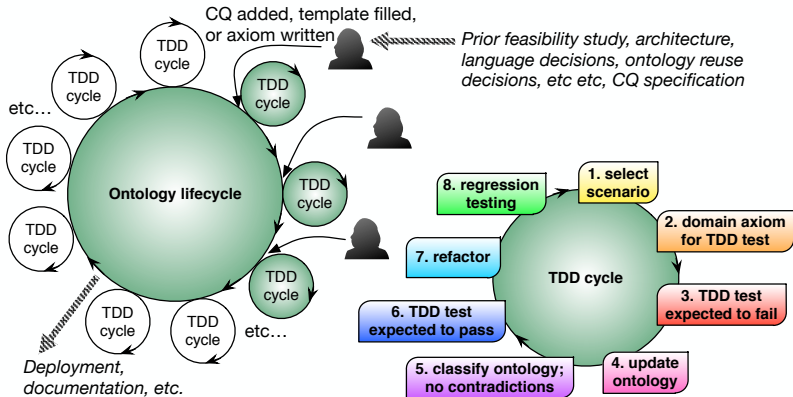 CQ added, template filled,
or axiom written
Prior feasibility study, architecture,
language decisions, ontology reuse
decisions, etc etc, CQ specification
TDD
cycle
TDD
cycle
TDD
cycle
etc…
TDD
cycle
TDD
cycle
Ontology lifecycle
TDD
cycle
TDD
cycle
TDD
cycle
TDD
cycle
TDD
cycle
etc…
Deployment,
documentation, etc.
1. select
scenario
2. domain axiom
for TDD test
3. TDD test
expected to fail
4. update
ontology
5. classify ontology;
no contradictions
6. TDD test
expected to pass
7. refactor
8. regression
testing
TDD cycle